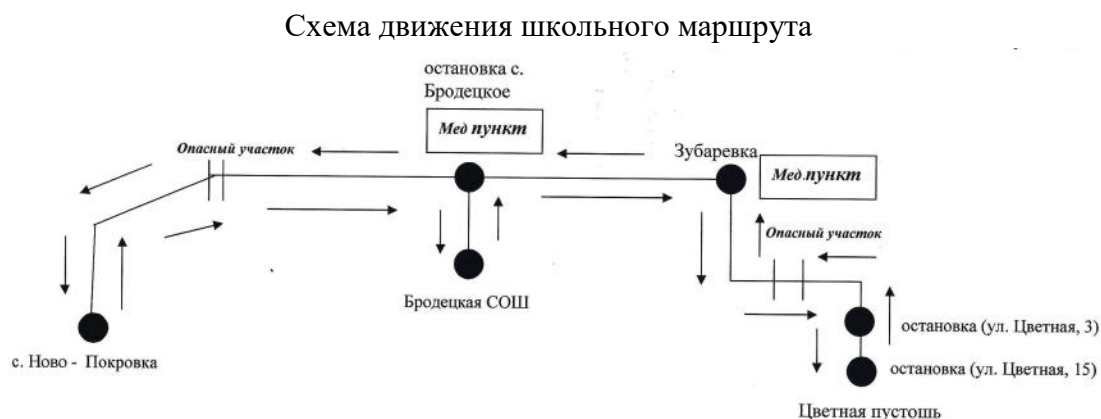 Схема движения школьного маршрута
остановка с.
Бродецкое
Мед пункт
Опасный участок
Зубаревка
Мед.пункт
Опасный участок
Бродецкая СОШ
остановка (ул. Цветная, 3)
с. Ново - Покровка
остановка (ул. Цветная, 15)
Цветная пустошь